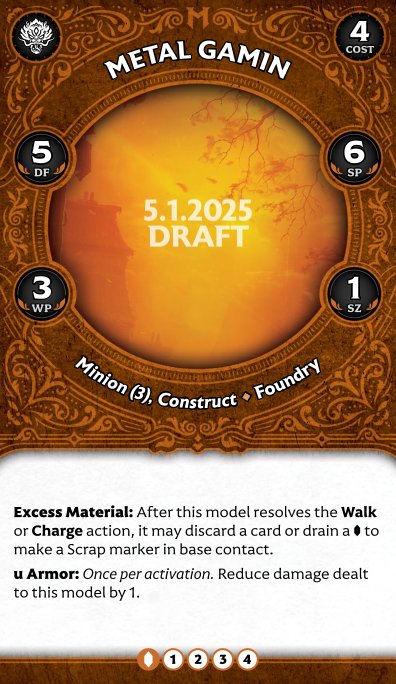 M
4
COST
METAL GAMIN
5
DF
6
SP
5.1.2025
DRAFT
3
WP
1
SZ
Minion (3), Construct ◆ Foundry
Excess Material: After this model resolves the Walk
or Charge action, it may discard a card or drain a ⬮ to
make a Scrap marker in base contact.
u Armor: Once per activation. Reduce damage dealt
to this model by 1.
1 2 3 4